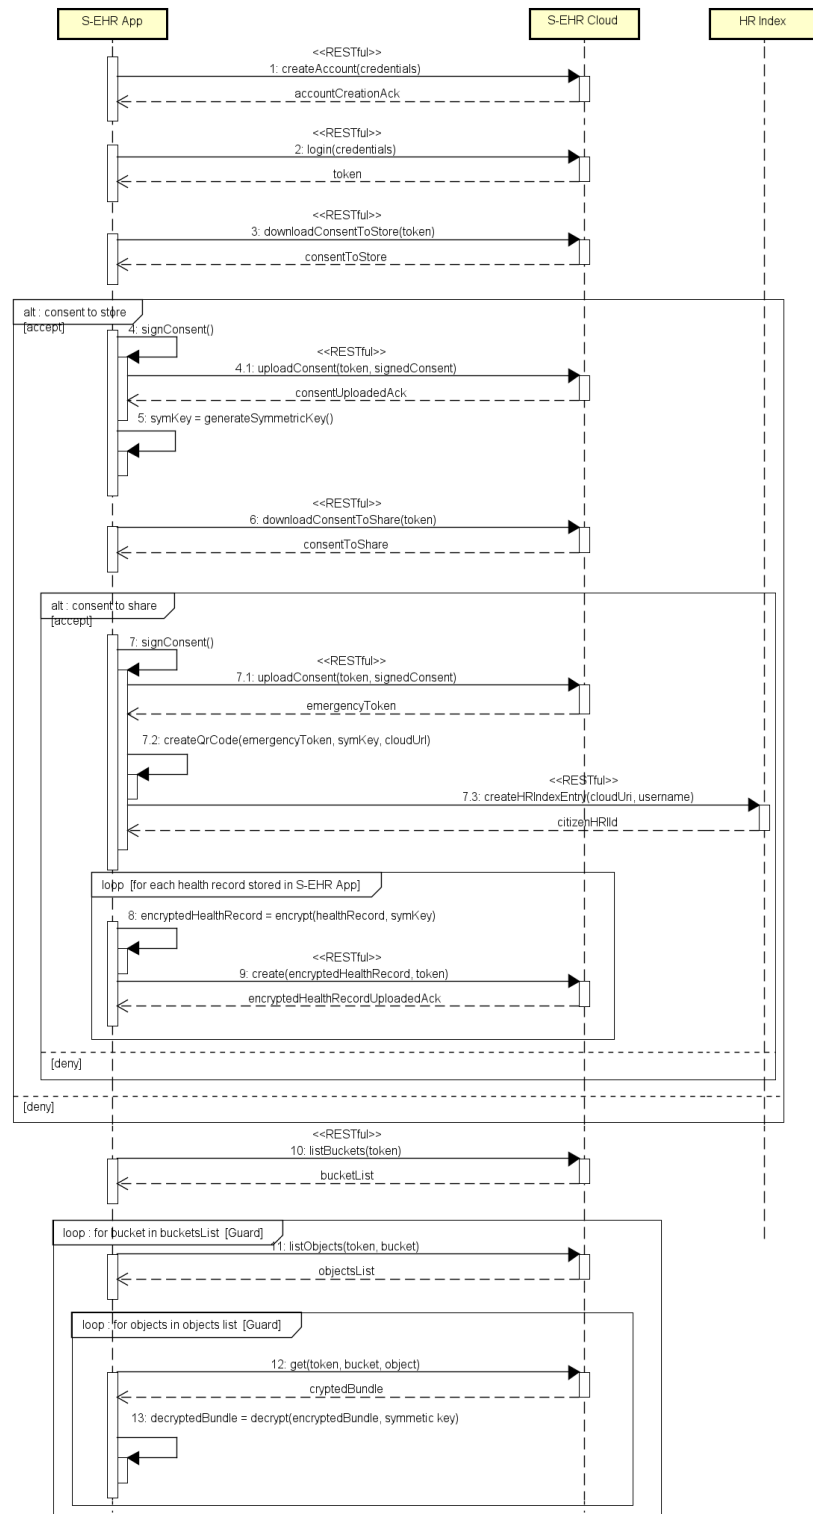 S-EHR App
S-EHR Cloud
HR Index
<<RESTful>>
1: createAccount(credentials)
accountCreationAck
<<RESTful>>
2: login(credentials)
token
<<RESTful>>
3: downloadConsentToStore(token)
consentToStore
alt : consent to store
[accept]
4: signConsent()
<<RESTful>>
4.1: uploadConsent(token, signedConsent)
consentUploadedAck
5: symKey = generateSymmetricKey()
<<RESTful>>
6: downloadConsentToShare(token)
consentToShare
alt : consent to share
[accept]
7: signConsent()
<<RESTful>>
7.1: uploadConsent(token, signedConsent)
emergencyToken
7.2: createQrCode(emergencyToken, symKey, cloudUrl)
<<RESTful>>
7.3: createHRIndexEntry(cloudUri, username)
citizenHRIId
loop [for each health record stored in S-EHR App]
8: encryptedHealthRecord = encrypt(healthRecord, symKey)
<<RESTful>>
9: create(encryptedHealthRecord, token)
encryptedHealthRecordUploadedAck
[deny]
[deny]
<<RESTful>>
10: listBuckets(token)
bucketList
loop : for bucket in bucketsList [Guard]
11: listObjects(token, bucket)
objectsList
loop : for objects in objects list [Guard]
12: get(token, bucket, object)
cryptedBundle
13: decryptedBundle = decrypt(encryptedBundle, symmetic key)